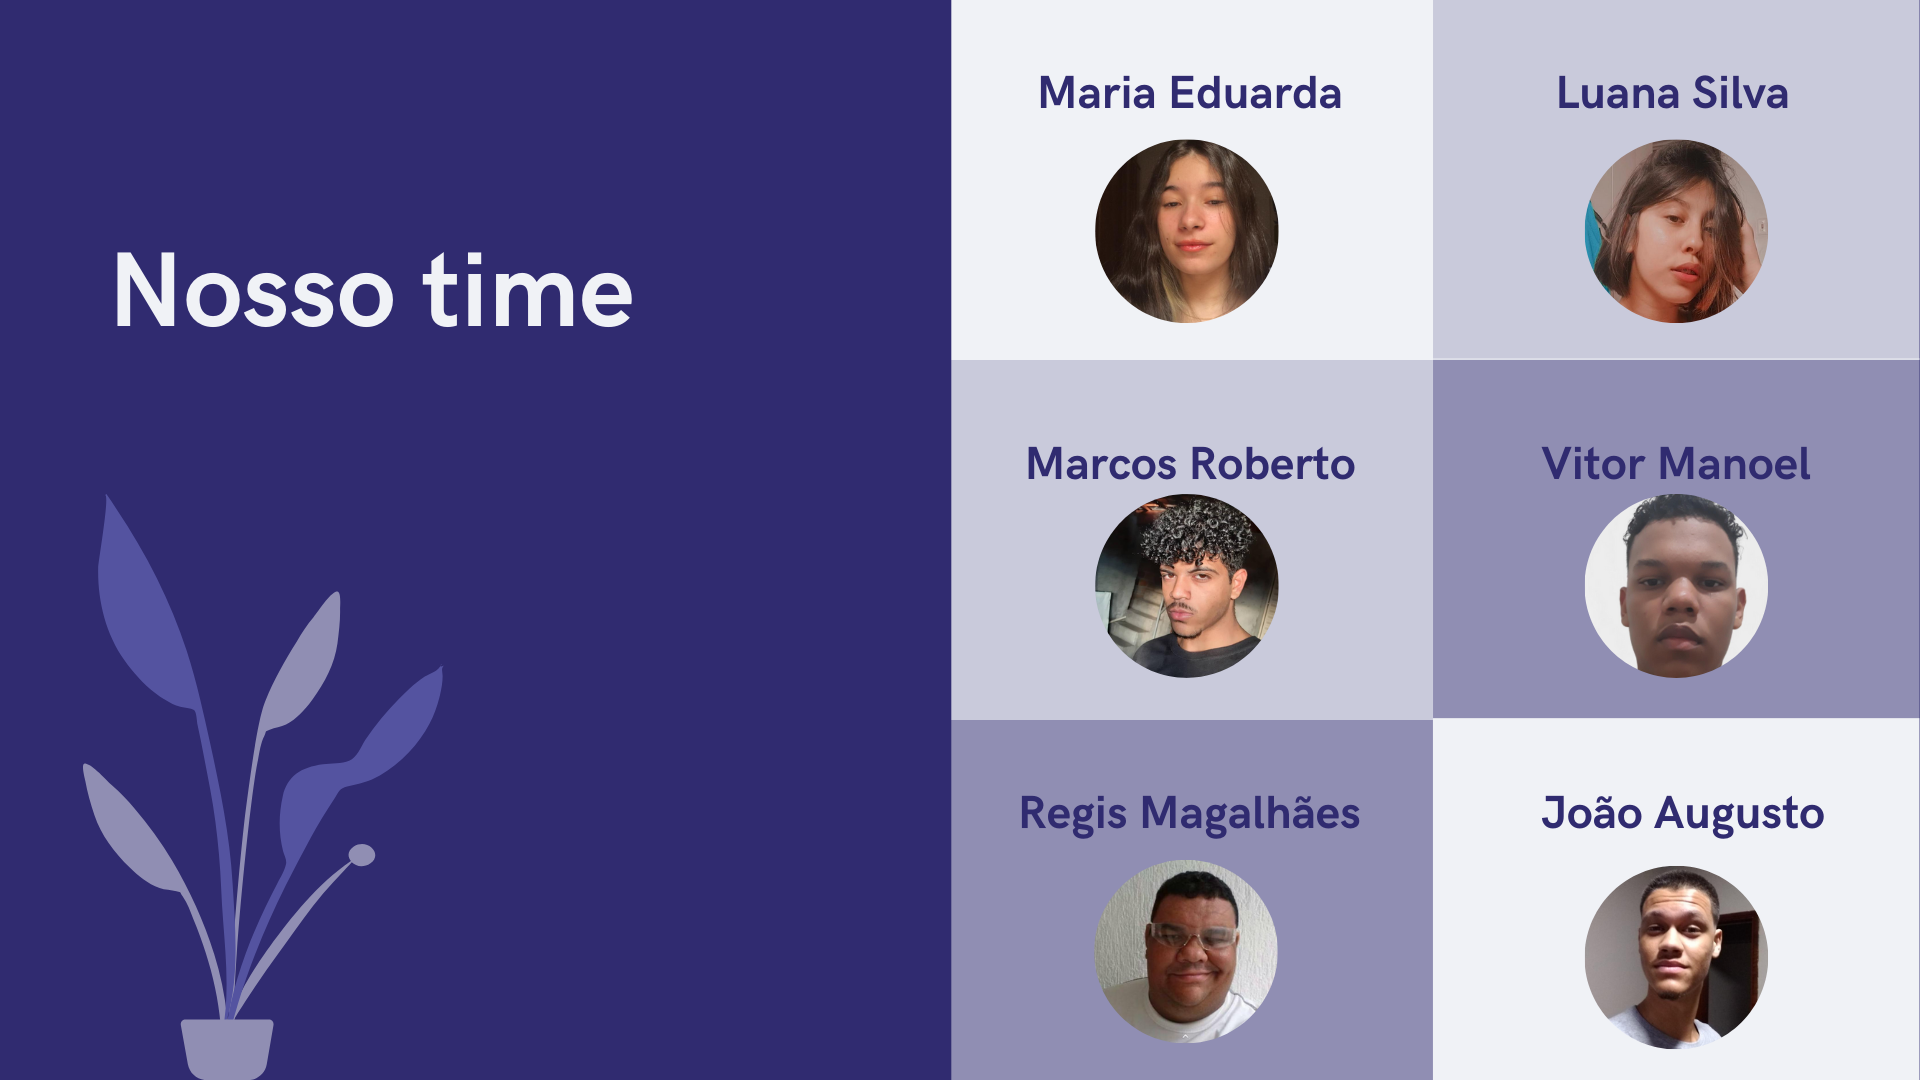 Nosso time
Maria Eduarda
Luana Silva
Marcos Roberto
Vitor Manoel
Regis Magalhães
João Augusto